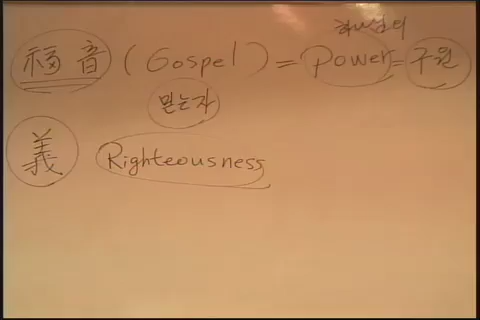 하나님의
福音 (Gospel) = Power = 구원
믿는자
義 Righteousness